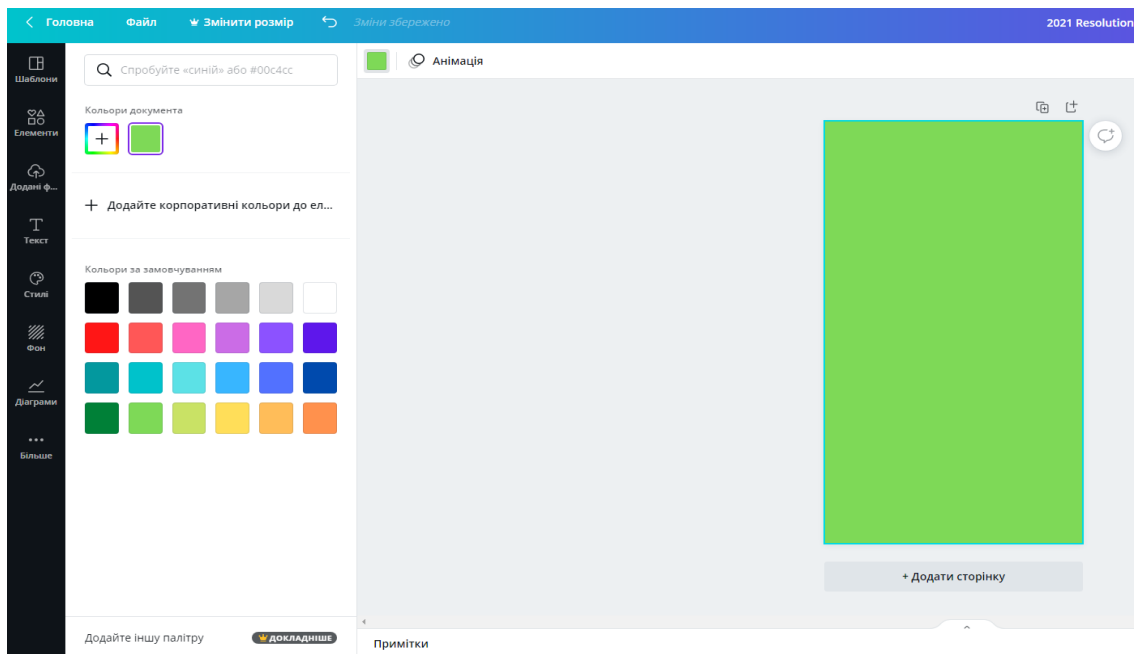 Головна Файл Змінити розмір Зміни збережено 2021 Resolution
Шаблони
Елементи
Додані ф...
Текст
Стилі
Фон
Діаграми
Більше
Спробуйте «синій» або #00c4cc
Кольори документа
+ Додайте корпоративні кольори до ел...
Кольори за замовчуванням
Додайте іншу палітру ДОКЛАДНІШЕ
Анімація
+ Додати сторінку
Примітки